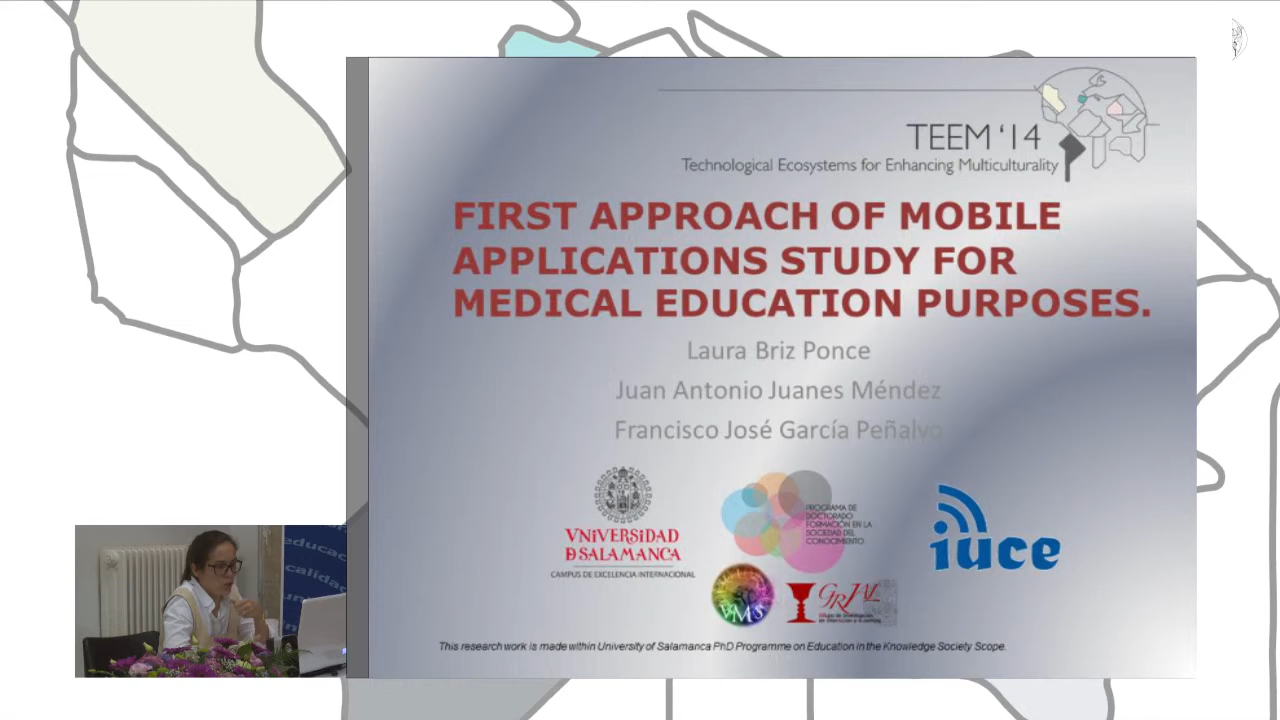 TEEM '14
Technological Ecosystems for Enhancing Multiculturality
FIRST APPROACH OF MOBILE
APPLICATIONS STUDY FOR
MEDICAL EDUCATION PURPOSES.
Laura Briz Ponce
Juan Antonio Juanes Méndez
Francisco José García Peñalvo
VNiVERSiDAD
D SALAMANCA
CAMPUS DE EXCELENCIA INTERNACIONAL
PROGRAMA DE
DOCTORADO
FORMACIÓN EN LA
SOCIEDAD DEL
CONOCIMIENTO
iuce
VMS
GRIAL
This research work is made within University of Salamanca PhD Programme on Education in the Knowledge Society Scope.
educac
calidad